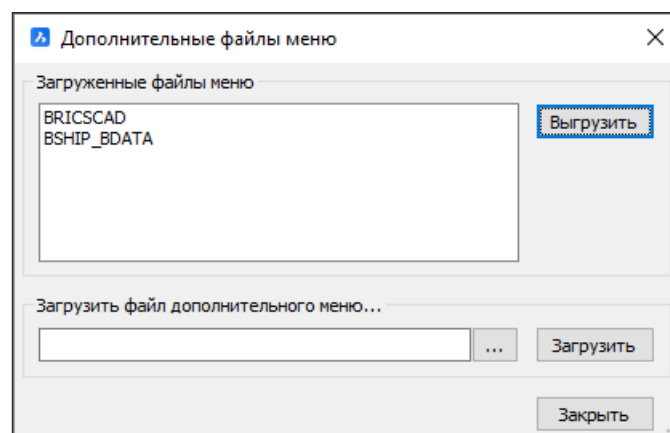 Дополнительные файлы меню
Загруженные файлы меню
BRICSCAD
BSHIP_BDATA
Выгрузить
Загрузить файл дополнительного меню...
...
Загрузить
Закрыть